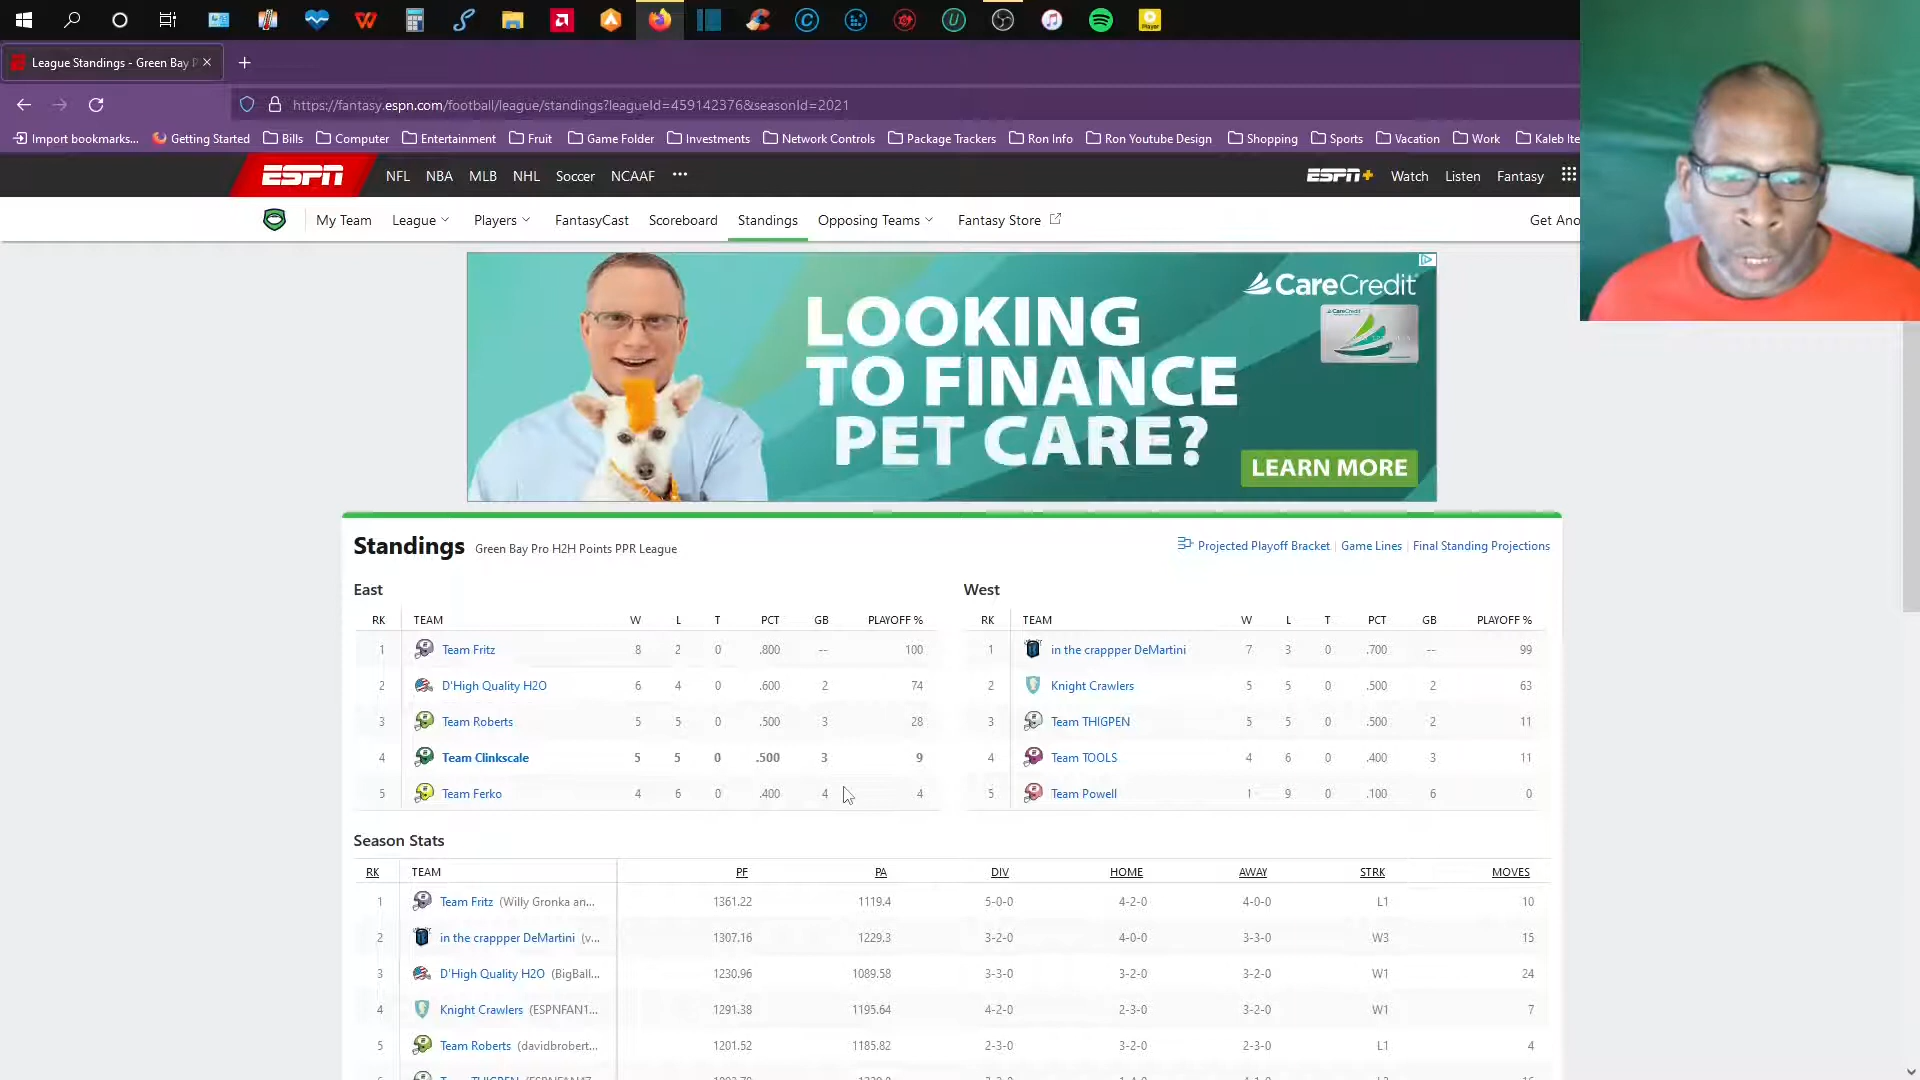 League Standings - Green Bay P
https://fantasy.espn.com/football/league/standings?leagueId=45914237&seasonId=2021
Import bookmarks... Getting Started Bills Computer Entertainment Fruit Game Folder Investments Network Controls Package Trackers Ron Info Ron Youtube Design Shopping Sports Vacation Work Kaleb Ite
ESPN NFL NBA MLB NHL Soccer NCAAF ESPN+ Watch Listen Fantasy
My Team League Players FantasyCast Scoreboard Standings Opposing Teams Fantasy Store Get Ano
CareCredit
LOOKING
TO FINANCE
PET CARE?
LEARN MORE
Standings Green Bay Pro H2H Points PPR League Projected Playoff Bracket | Game Lines | Final Standing Projections
East
RK TEAM W L T PCT GB PLAYOFF %
1 Team Fritz 8 2 0 .800 -- 100
2 D'High Quality H2O 6 4 0 .600 2 74
3 Team Roberts 5 5 0 .500 3 28
4 Team Clinkscale 5 5 0 .500 3 9
5 Team Ferko 4 6 0 .400 4 4
West
RK TEAM W L T PCT GB PLAYOFF %
1 in the crappper DeMartini 7 3 0 .700 -- 99
2 Knight Crawlers 5 5 0 .500 2 63
3 Team THIGPEN 5 5 0 .500 2 11
4 Team TOOLS 4 6 0 .400 3 11
5 Team Powell 1 9 0 .100 6 0
Season Stats
RK TEAM PF PA DIV HOME AWAY STRK MOVES
1 Team Fritz (Willy Gronka an... 1361.22 1119.4 5-0-0 4-2-0 4-0-0 L1 10
2 in the crappper DeMartini (v... 1307.16 1229.3 3-2-0 4-0-0 3-3-0 W3 15
3 D'High Quality H2O (BigBall... 1230.96 1089.58 3-3-0 3-2-0 3-2-0 W1 24
4 Knight Crawlers (ESPNFAN1... 1291.38 1195.64 4-2-0 2-3-0 3-2-0 W1 7
5 Team Roberts (davidbrobert... 1201.52 1185.82 2-3-0 3-2-0 2-3-0 L1 4